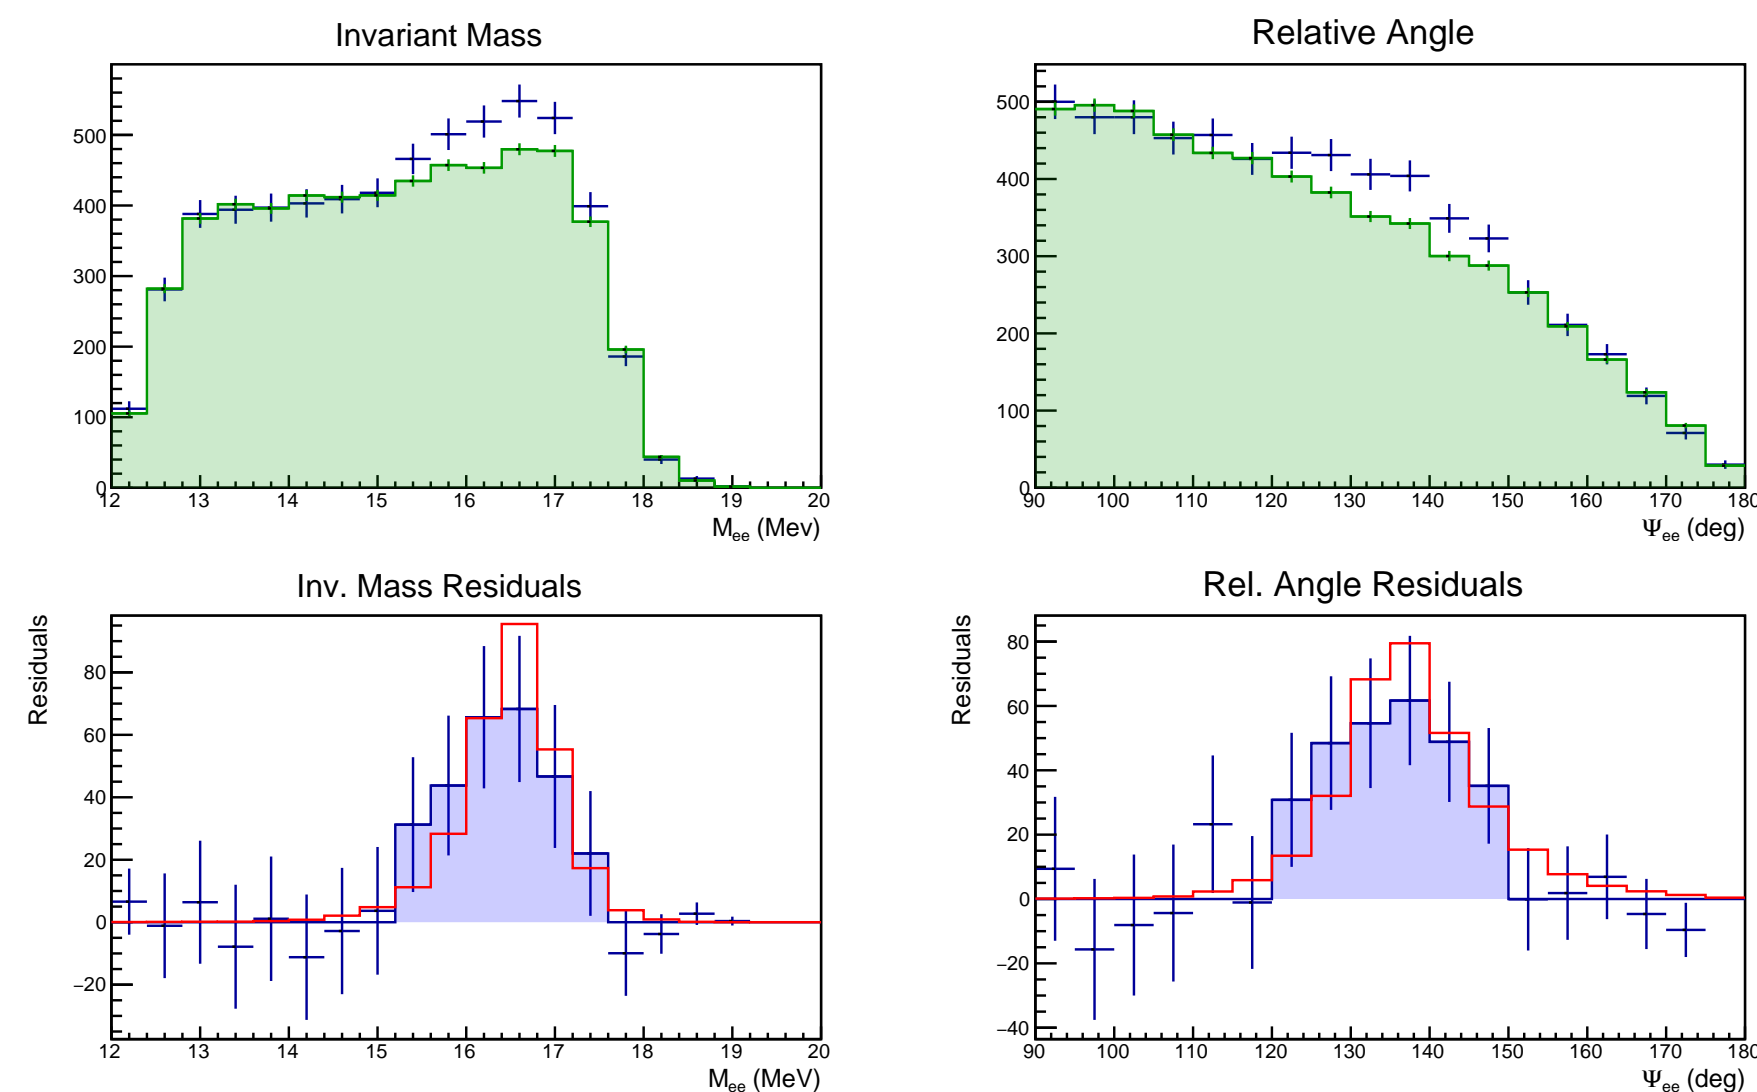 Invariant Mass
500
400
300
200
100
0
12 13 14 15 16 17 18 19 20
M_ee (Mev)
Relative Angle
500
400
300
200
100
0
90 100 110 120 130 140 150 160 170 180
Ψ_ee (deg)
Inv. Mass Residuals
Residuals
80
60
40
20
0
−20
12 13 14 15 16 17 18 19 20
M_ee (MeV)
Rel. Angle Residuals
Residuals
80
60
40
20
0
−20
−40
90 100 110 120 130 140 150 160 170 180
Ψ_ee (deg)